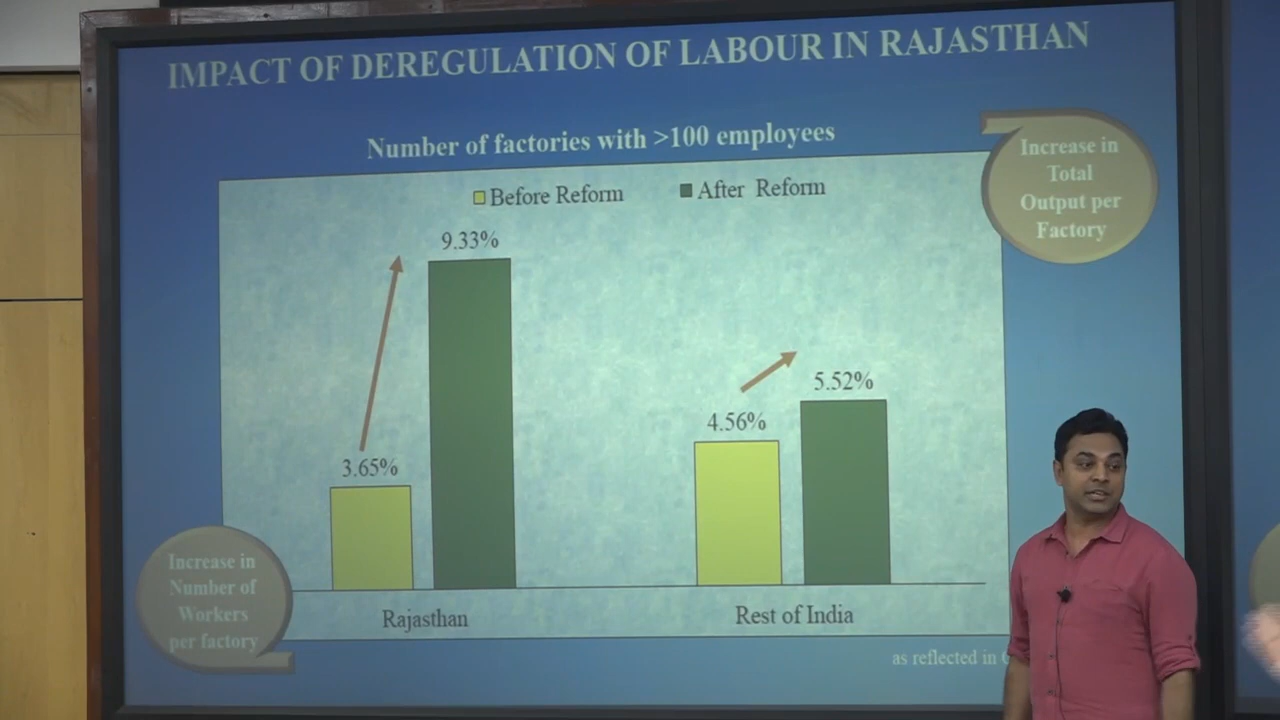 IMPACT OF DEREGULATION OF LABOUR IN RAJASTHAN
Number of factories with >100 employees
Before Reform After Reform
Increase in
Total
Output per
Factory
9.33%
3.65%
4.56%
5.52%
Rajasthan
Rest of India
Increase in
Number of
Workers
per factory
as reflected in